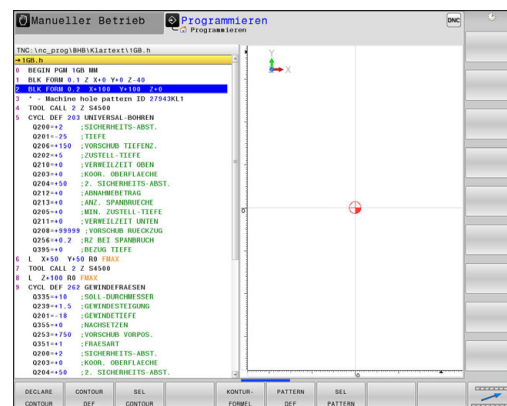 Manueller Betrieb
Programmieren
Programmieren
DNC
TNC:\nc_prog\BHB\Klartext\1GB.h
→1GB.h
0 BEGIN PGM 1GB MM
1 BLK FORM 0.1 Z X+0 Y+0 Z-40
2 BLK FORM 0.2 X+100 Y+100 Z+0
3 * - Machine hole pattern ID 27943KL1
4 TOOL CALL 2 Z S4500
5 CYCL DEF 203 UNIVERSAL-BOHREN
Q200=+2 ;SICHERHEITS-ABST.
Q201=-25 ;TIEFE
Q206=+150 ;VORSCHUB TIEFENZ.
Q202=+5 ;ZUSTELL-TIEFE
Q210=+0 ;VERWEILZEIT OBEN
Q203=+0 ;KOOR. OBERFLAECHE
Q204=+50 ;2. SICHERHEITS-ABST.
Q212=+0 ;ABNAHMEBETRAG
Q213=+0 ;ANZ. SPANBRUECHE
Q205=+0 ;MIN. ZUSTELL-TIEFE
Q211=+0 ;VERWEILZEIT UNTEN
Q208=+99999 ;VORSCHUB RUECKZUG
Q256=+0.2 ;RZ BEI SPANBRUCH
Q395=+0 ;BEZUG TIEFE
6 L X+50 Y+50 R0 FMAX
7 TOOL CALL 2 Z S4500
8 L Z+100 R0 FMAX
9 CYCL DEF 262 GEWINDEFRAESEN
Q335=+10 ;SOLL-DURCHMESSER
Q239=+1.5 ;GEWINDESTEIGUNG
Q201=-18 ;GEWINDETIEFE
Q355=+0 ;NACHSETZEN
Q253=+750 ;VORSCHUB VORPOS.
Q351=+1 ;FRAESART
Q200=+2 ;SICHERHEITS-ABST.
Q203=+0 ;KOOR. OBERFLAECHE
Q204=+50 ;2. SICHERHEITS-ABST.
Y
X
0
0
DECLARE CONTOUR
CONTOUR DEF
SEL CONTOUR
KONTUR-FORMEL
PATTERN DEF
SEL PATTERN